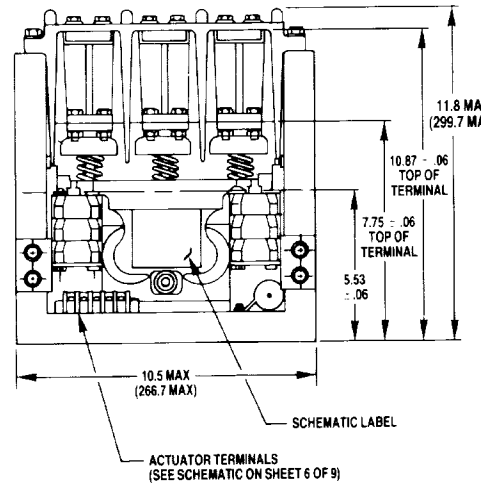 11.8 MA
(299.7 MA
10.87 - .06
TOP OF
TERMINAL
7.75 - .06
TOP OF
TERMINAL
5.53
- .06
10.5 MAX
(266.7 MAX)
SCHEMATIC LABEL
ACTUATOR TERMINALS
(SEE SCHEMATIC ON SHEET 6 OF 9)